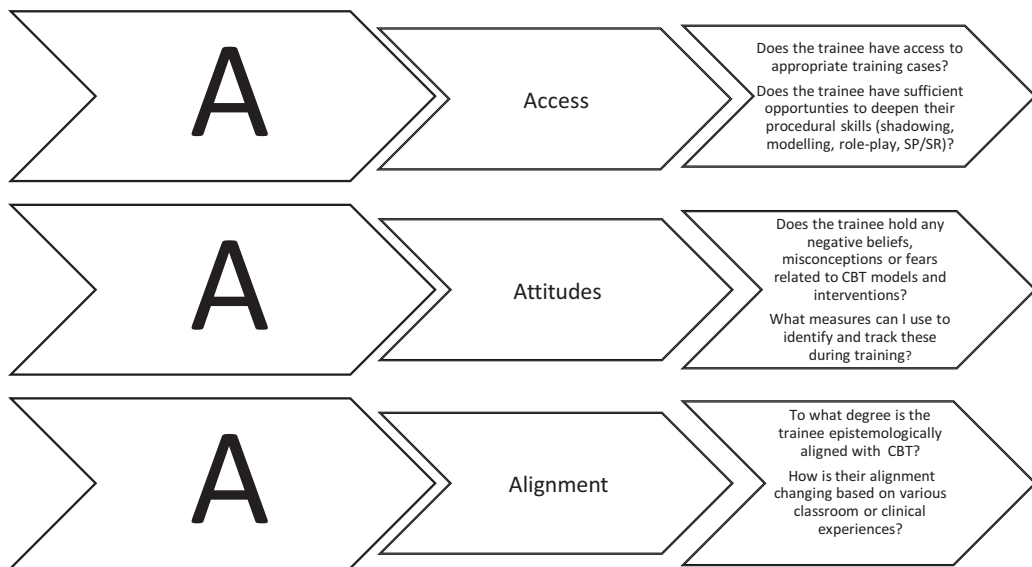 A
Access
Does the trainee have access to
appropriate training cases?
Does the trainee have sufficient
opportunties to deepen their
procedural skills (shadowing,
modelling, role-play, SP/SR)?
A
Attitudes
Does the trainee hold any
negative beliefs,
misconceptions or fears
related to CBT models and
interventions?
What measures can I use to
identify and track these
during training?
A
Alignment
To what degree is the
trainee epistemologically
aligned with CBT?
How is their alignment
changing based on various
classroom or clinical
experiences?